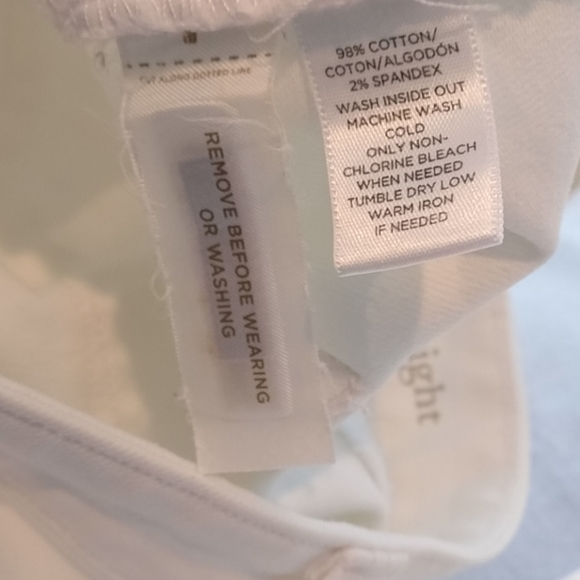 CUT ALONG DOTTED LINE
REMOVE BEFORE WEARING
OR WASHING
98% COTTON/
COTON/ALGODÓN
2% SPANDEX
WASH INSIDE OUT
MACHINE WASH
COLD
ONLY NON-
CHLORINE BLEACH
WHEN NEEDED
TUMBLE DRY LOW
WARM IRON
IF NEEDED
ight